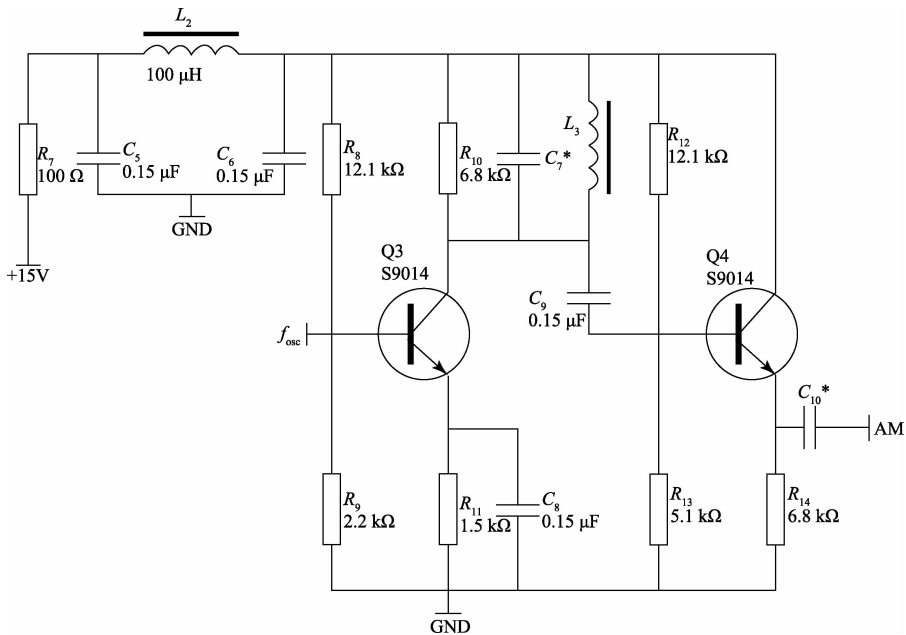 L2
100 μH
R7
100 Ω
C5
0.15 μF
C6
0.15 μF
R8
12.1 kΩ
R10
6.8 kΩ
C7*
L3
R12
12.1 kΩ
GND
+15V
Q3
S9014
Q4
S9014
C9
0.15 μF
fosc
C10*
AM
R9
2.2 kΩ
R11
1.5 kΩ
C8
0.15 μF
R13
5.1 kΩ
R14
6.8 kΩ
GND